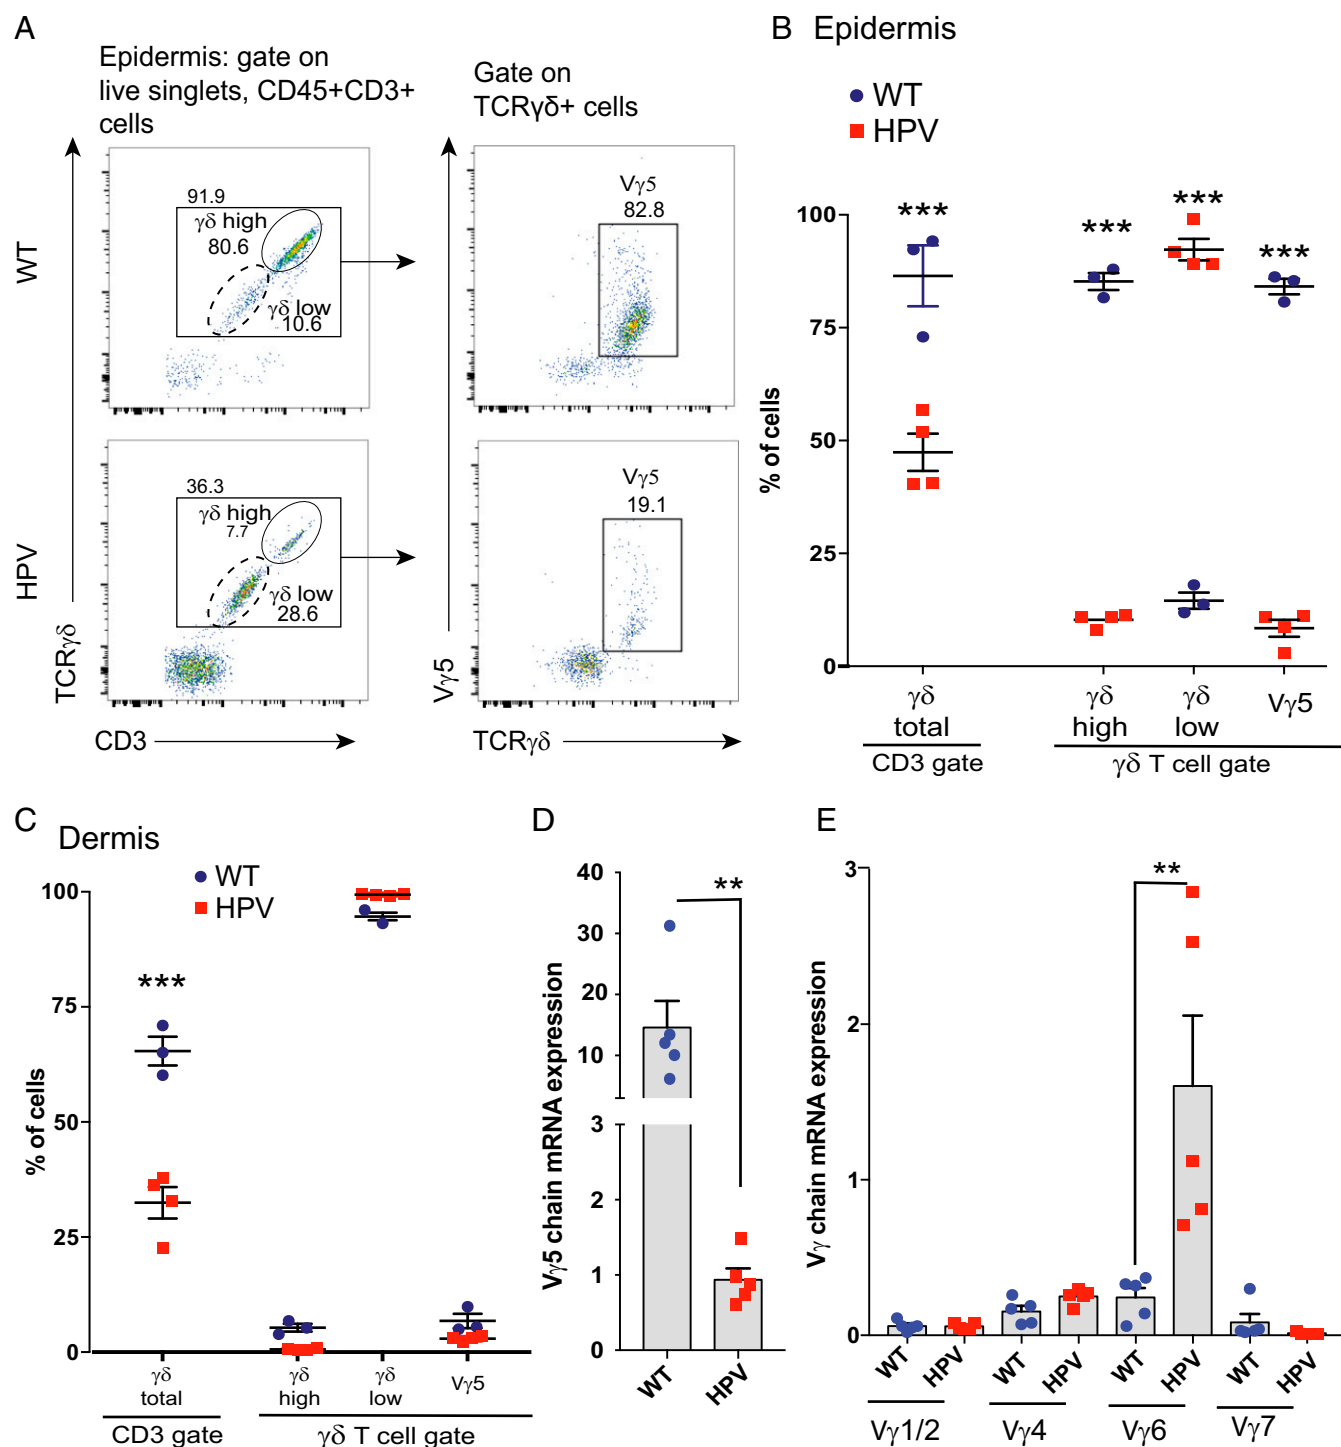 A
Epidermis: gate on
live singlets, CD45+CD3+
cells
Gate on
TCRγδ+ cells
WT
91.9
γδ high
80.6
γδ low
10.6
Vγ5
82.8
HPV
36.3
γδ high
7.7
γδ low
28.6
Vγ5
19.1
TCRγδ
CD3
Vγ5
TCRγδ
B Epidermis
WT
HPV
% of cells
100
75
50
25
0
***
***
***
***
γδ
total
γδ
high
γδ
low
Vγ5
CD3 gate
γδ T cell gate
C Dermis
WT
HPV
% of cells
100
75
50
25
0
***
γδ
total
γδ
high
γδ
low
Vγ5
CD3 gate
γδ T cell gate
D
Vγ5 chain mRNA expression
40
30
20
10
3
2
1
0
**
WT
HPV
E
Vγ chain mRNA expression
3
2
1
0
**
WT
HPV
WT
HPV
WT
HPV
WT
HPV
Vγ1/2
Vγ4
Vγ6
Vγ7